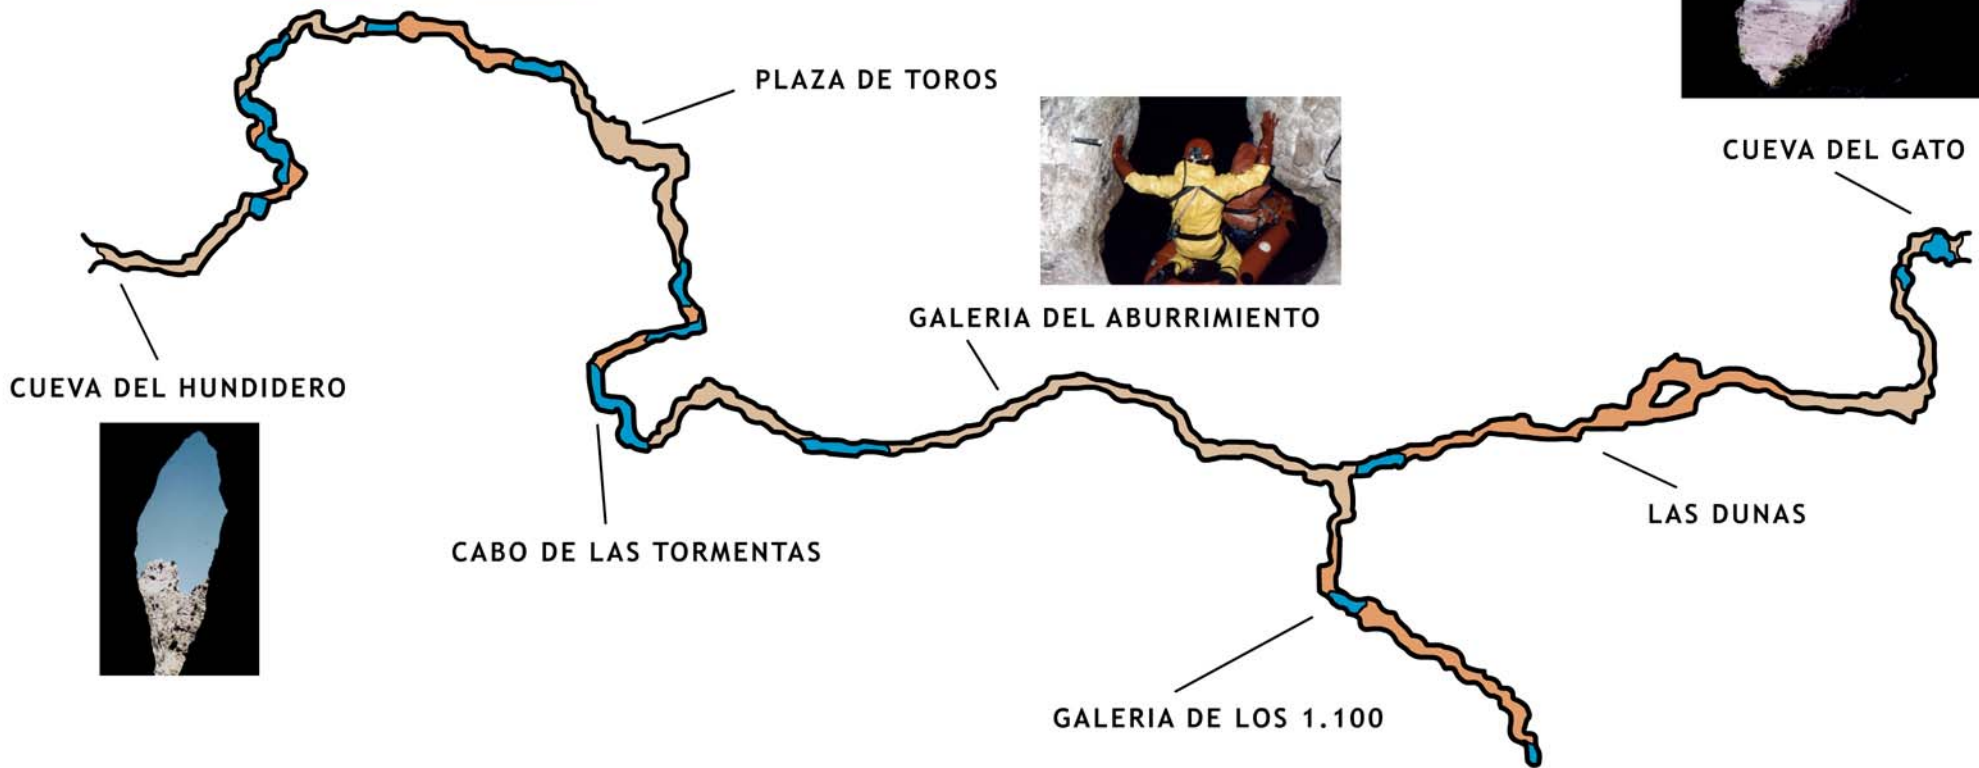 PLAZA DE TOROS
CUEVA DEL GATO
GALERIA DEL ABURRIMIENTO
CUEVA DEL HUNDIDERO
LAS DUNAS
CABO DE LAS TORMENTAS
GALERIA DE LOS 1.100